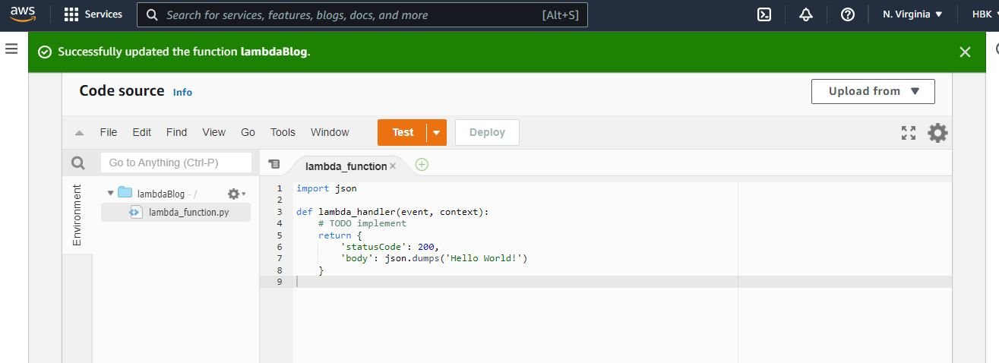 aws Services Search for services, features, blogs, docs, and more [Alt+S] N. Virginia HBK
Successfully updated the function lambdaBlog.
Code source Info Upload from
File Edit Find View Go Tools Window Test Deploy
Go to Anything (Ctrl-P) lambda_function
Environment
lambdaBlog - /
lambda_function.py
1 import json
2
3 def lambda_handler(event, context):
4 # TODO implement
5 return {
6 'statusCode': 200,
7 'body': json.dumps('Hello World!')
8 }
9